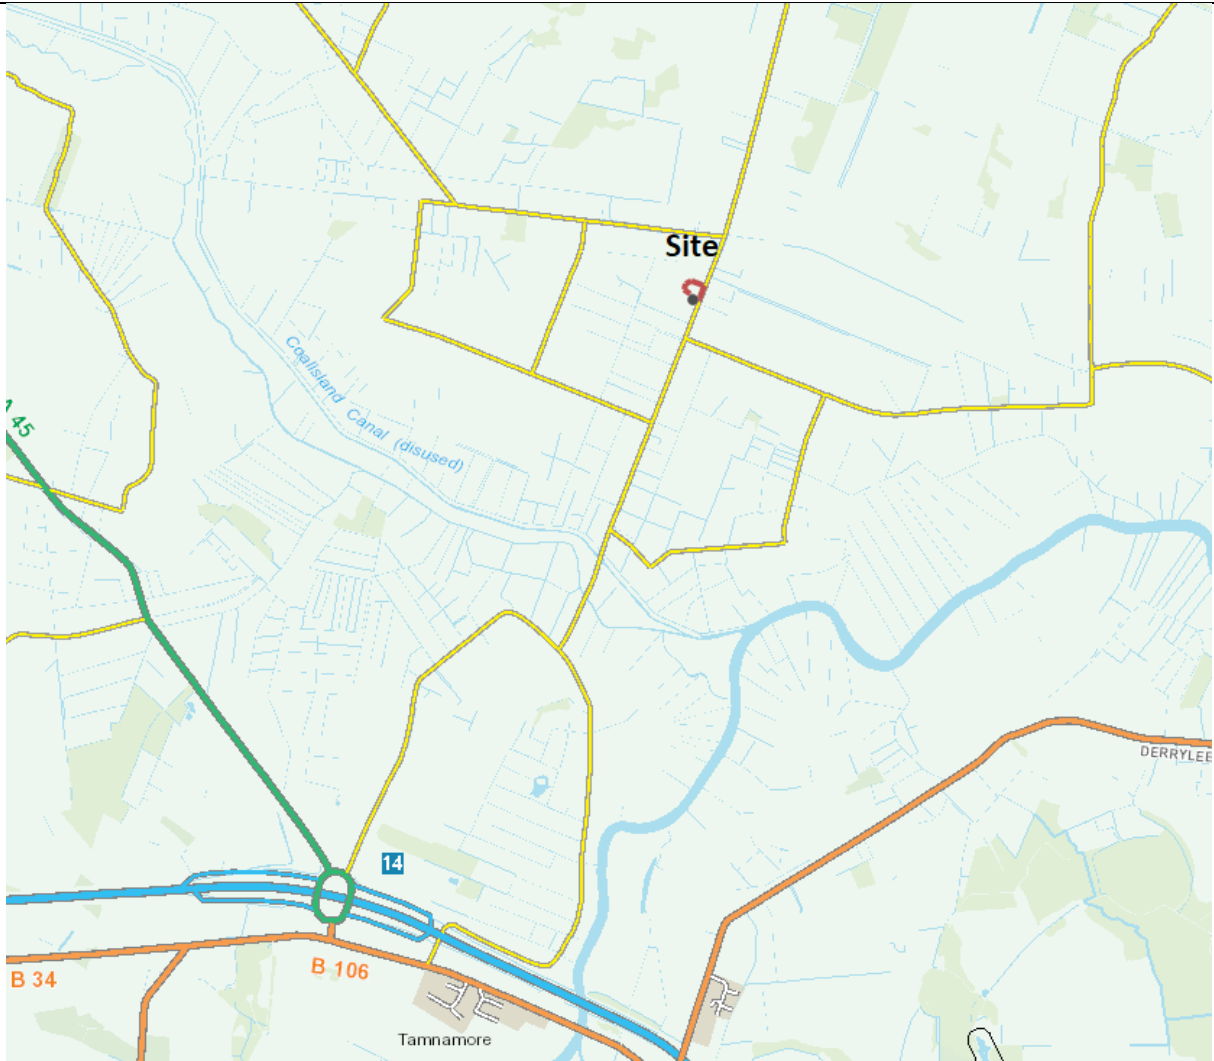 Site
Coalisland Canal (disused)
A 45
DERRYLEE
14
B 106
B 34
Tamnamore